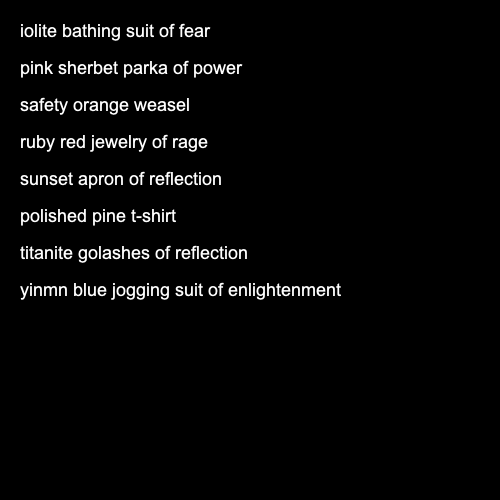 iolite bathing suit of fear
pink sherbet parka of power
safety orange weasel
ruby red jewelry of rage
sunset apron of reflection
polished pine t-shirt
titanite golashes of reflection
yinmn blue jogging suit of enlightenment